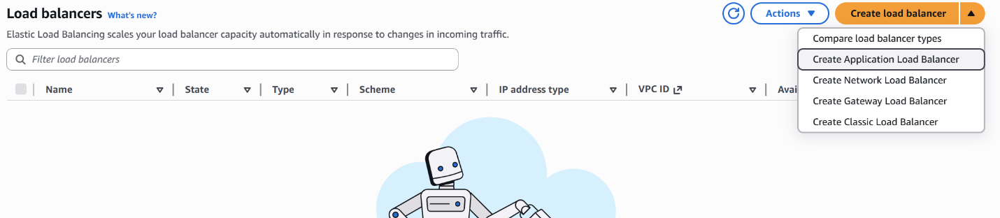 Load balancers What's new?
Actions
Create load balancer
Elastic Load Balancing scales your load balancer capacity automatically in response to changes in incoming traffic.
Filter load balancers
Compare load balancer types
Create Application Load Balancer
Create Network Load Balancer
Create Gateway Load Balancer
Create Classic Load Balancer
Name State Type Scheme IP address type VPC ID Avai